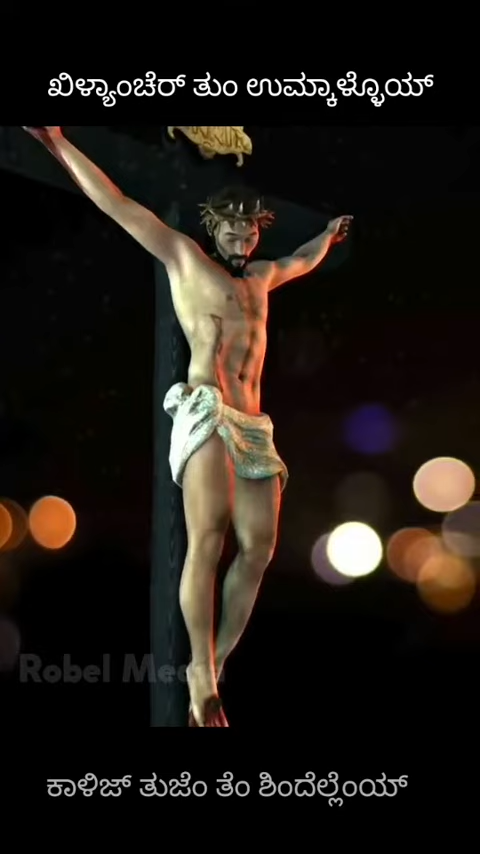 ಖಿಳ್ಯಾಂಚೆರ್ ತುಂ ಉಮ್ಕಾಳ್ಳೊಯ್
Robel Media
ಕಾಳಿಜ್ ತುಜೆಂ ತೆಂ ಶಿಂದೆಲ್ಲೆಂಯ್